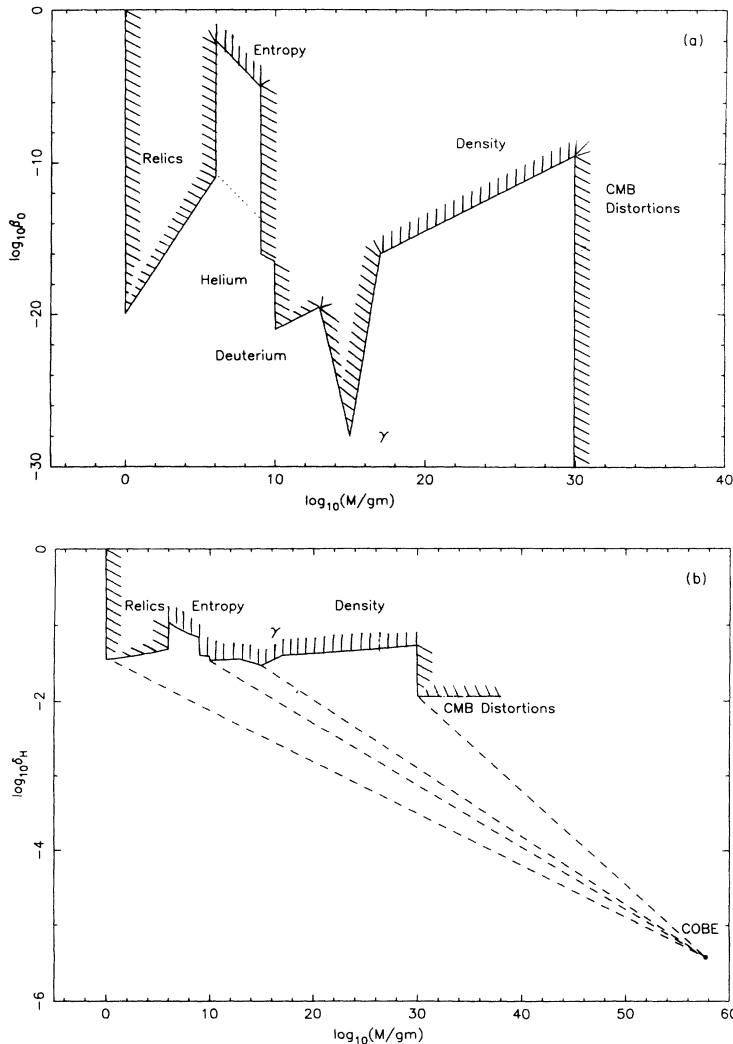 0
(a)
Entropy
Density
Relics
-10
log₁₀β₀
CMB
Distortions
Helium
-20
Deuterium
γ
-30
0
10
20
30
40
log₁₀(M/gm)
0
(b)
Relics
Entropy
γ
Density
-2
CMB Distortions
log₁₀δ_H
-4
COBE
-6
0
10
20
30
40
50
60
log₁₀(M/gm)